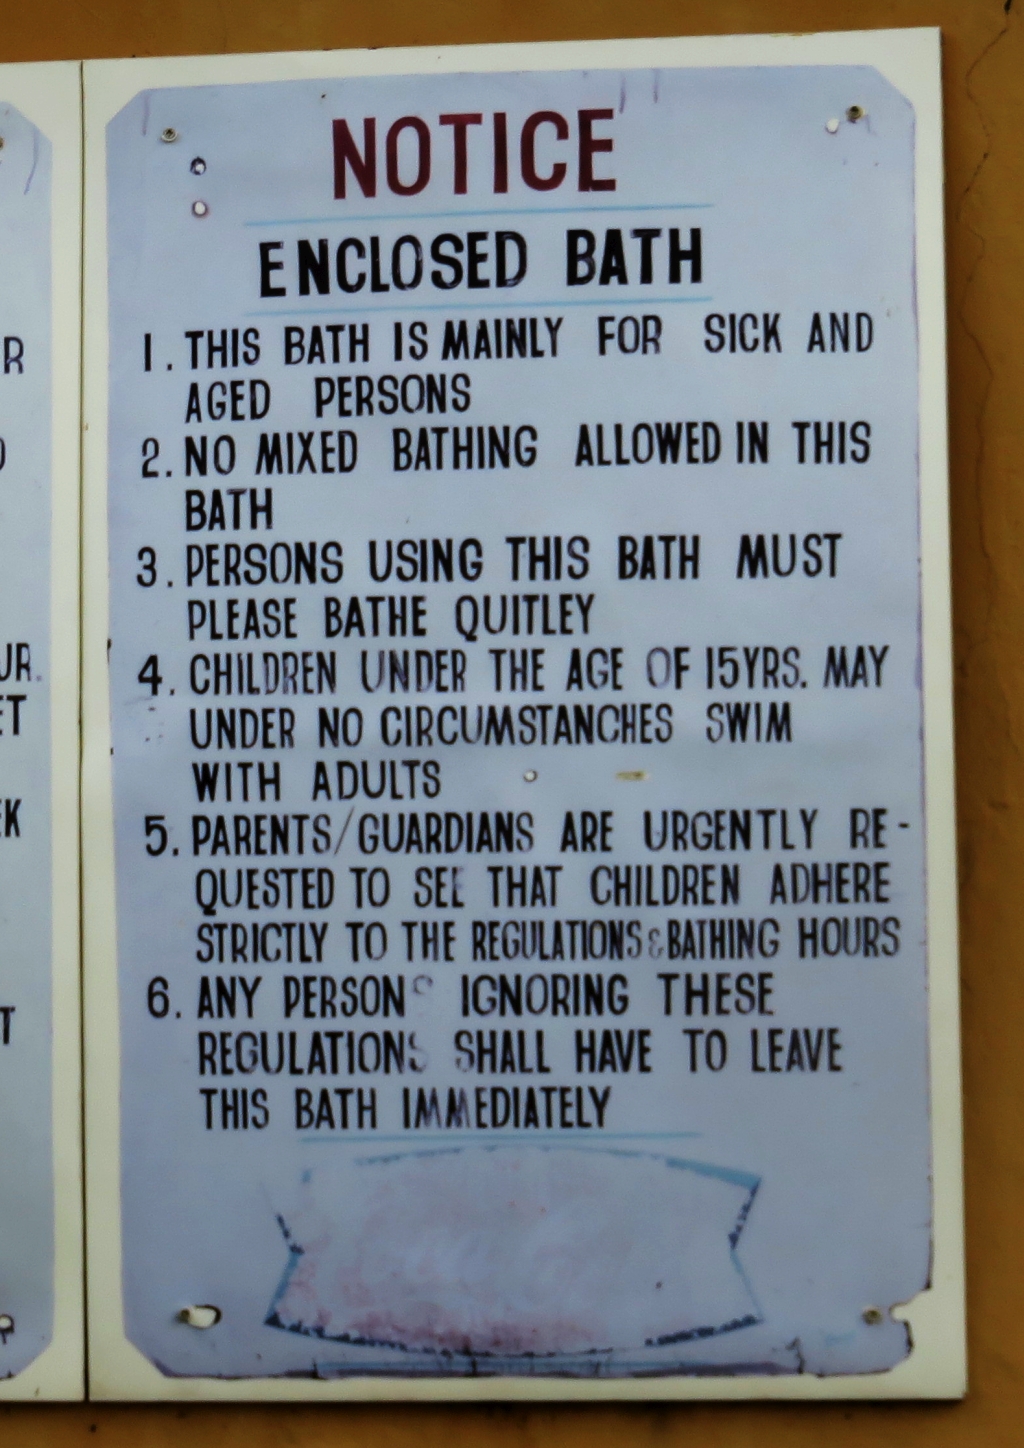 NOTICE
ENCLOSED BATH
1. THIS BATH IS MAINLY FOR SICK AND
AGED PERSONS
2. NO MIXED BATHING ALLOWED IN THIS
BATH
3. PERSONS USING THIS BATH MUST
PLEASE BATHE QUITLEY
4. CHILDREN UNDER THE AGE OF 15YRS. MAY
UNDER NO CIRCUMSTANCHES SWIM
WITH ADULTS
5. PARENTS/GUARDIANS ARE URGENTLY RE-
QUESTED TO SEE THAT CHILDREN ADHERE
STRICTLY TO THE REGULATIONS & BATHING HOURS
6. ANY PERSONS IGNORING THESE
REGULATIONS SHALL HAVE TO LEAVE
THIS BATH IMMEDIATELY